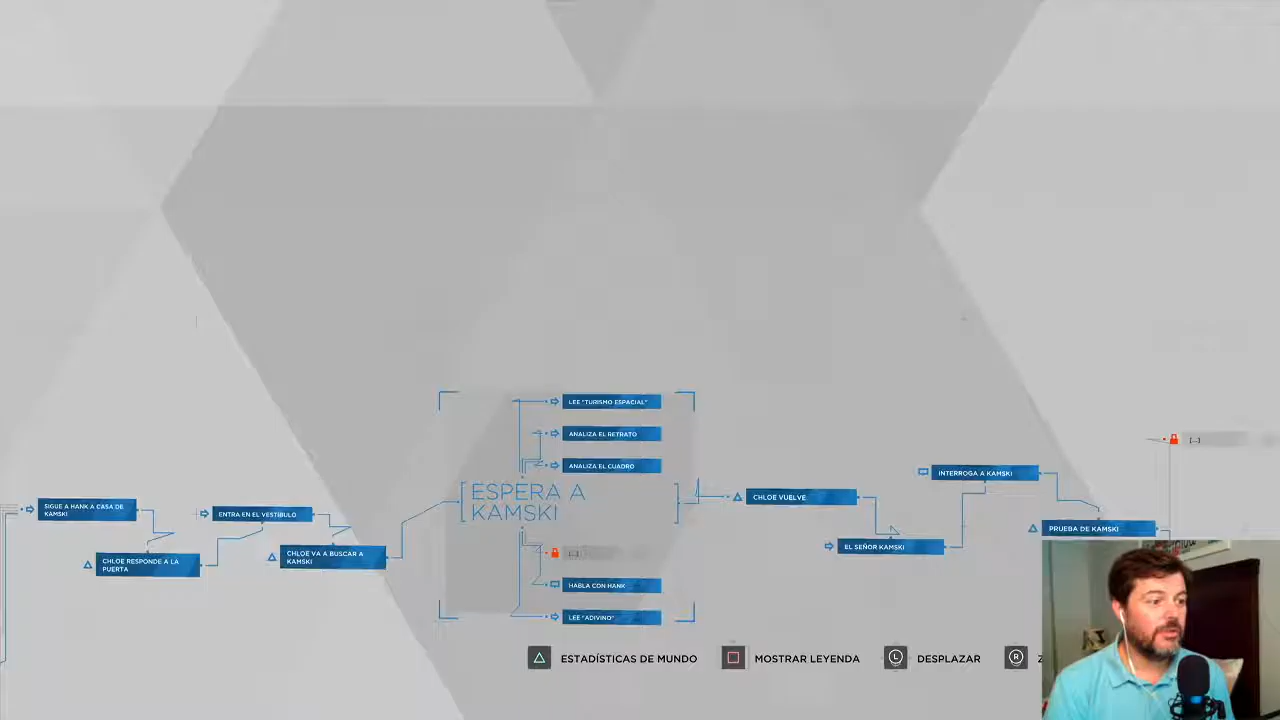 LEE "TURISMO ESPACIAL"
ANALIZA EL RETRATO
ANALIZA EL CUADRO
[...]
INTERROGA A KAMSKI
ESPERA A
KAMSKI
CHLOE VUELVE
SIGUE A HANK A CASA DE
KAMSKI
ENTRA EN EL VESTÍBULO
PRUEBA DE KAMSKI
EL SEÑOR KAMSKI
CHLOE VA A BUSCAR A
KAMSKI
[...]
CHLOE RESPONDE A LA
PUERTA
HABLA CON HANK
LEE "ADIVINO"
ESTADÍSTICAS DE MUNDO
MOSTRAR LEYENDA
L DESPLAZAR
R